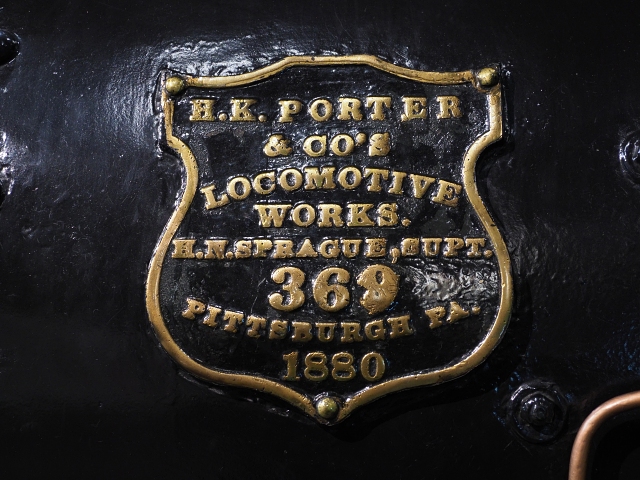 H.K. PORTER
& CO'S
LOCOMOTIVE
WORKS.
H.N.SPRAGUE,SUPT.
369
PITTSBURGH PA.
1880